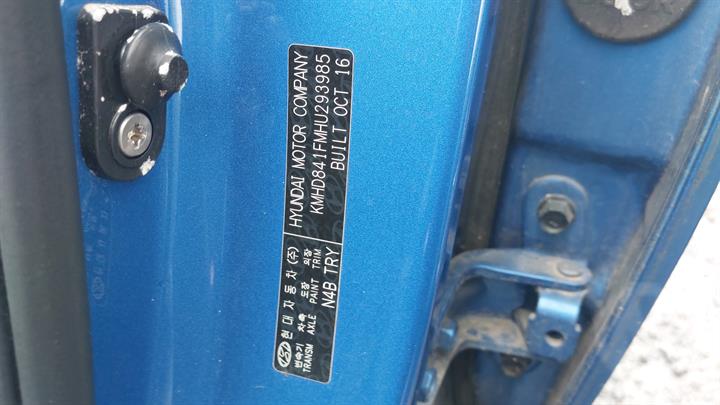 현대자동차(주) HYUNDAI MOTOR COMPANY
변속기 차축 도장 외장 KMHD841FMHU293985
TRANSM AXLE PAINT TRIM BUILT OCT 16
N4B TRY